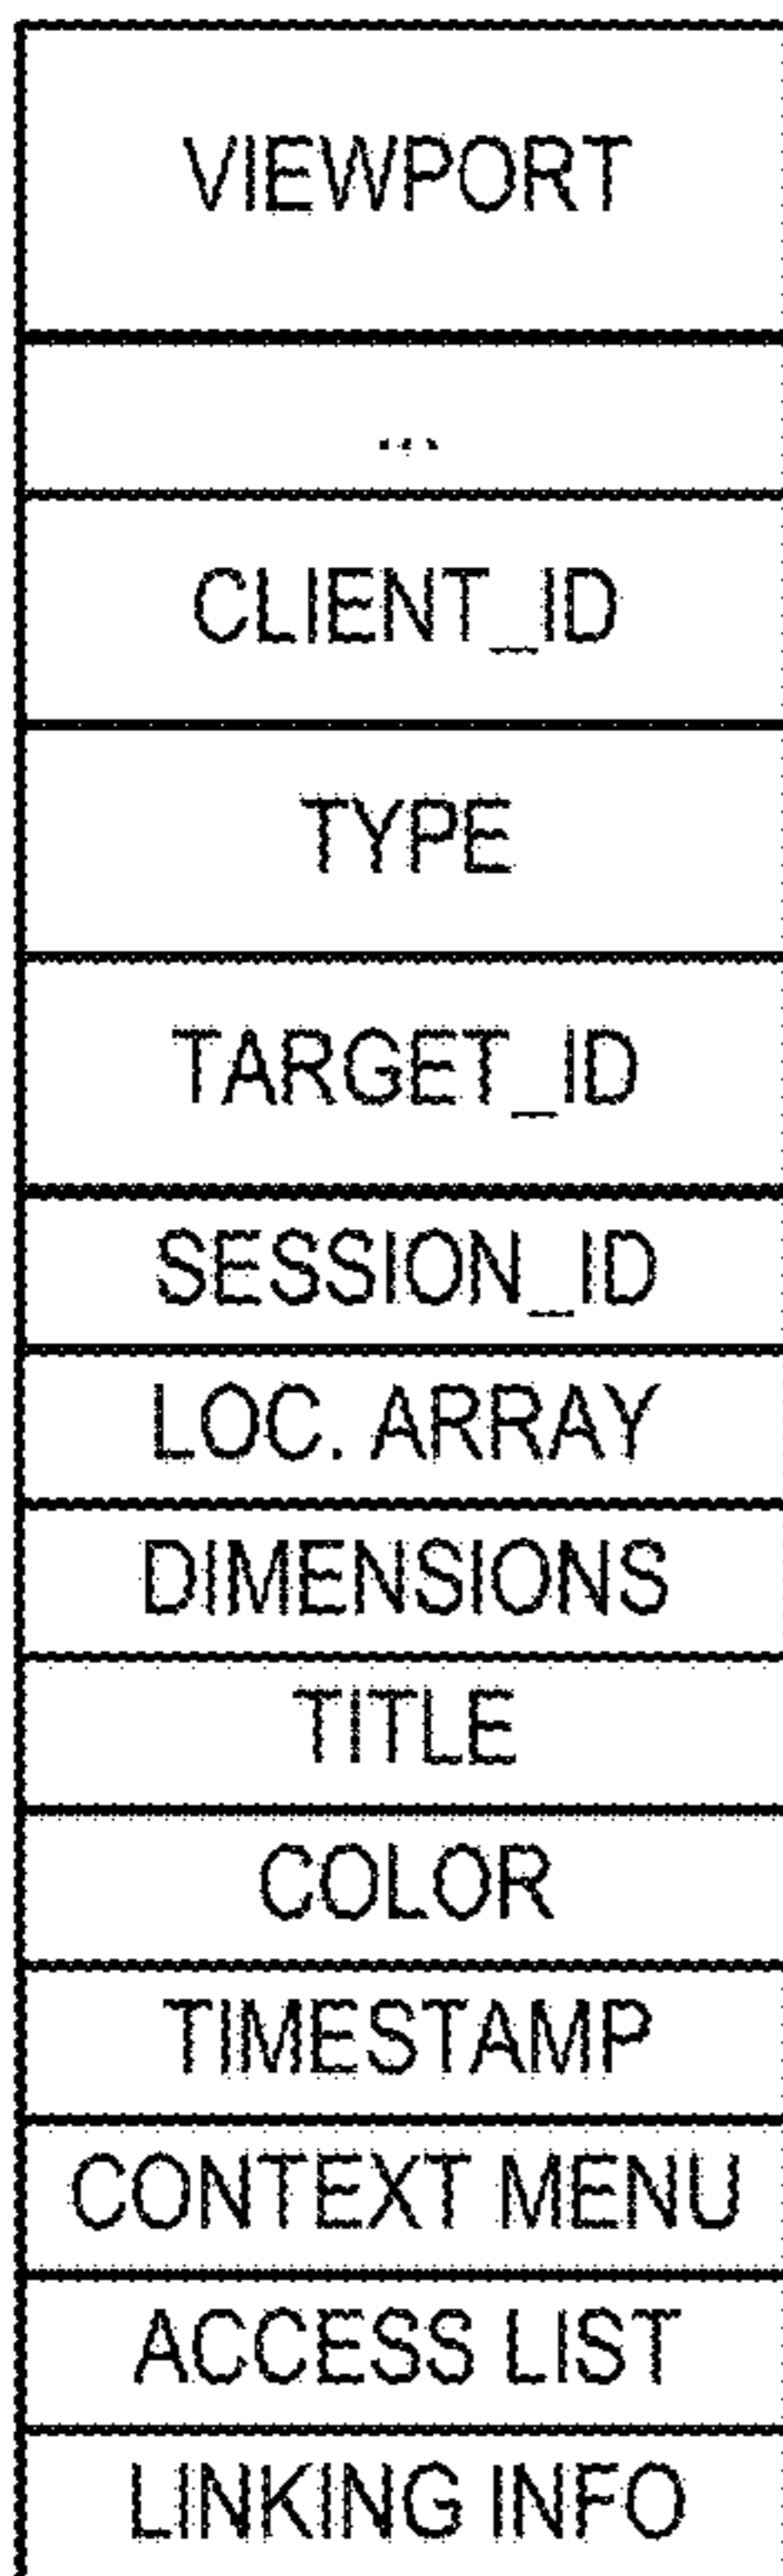 VIEWPORT
...
CLIENT_ID
TYPE
TARGET_ID
SESSION_ID
LOC. ARRAY
DIMENSIONS
TITLE
COLOR
TIMESTAMP
CONTEXT MENU
ACCESS LIST
LINKING INFO